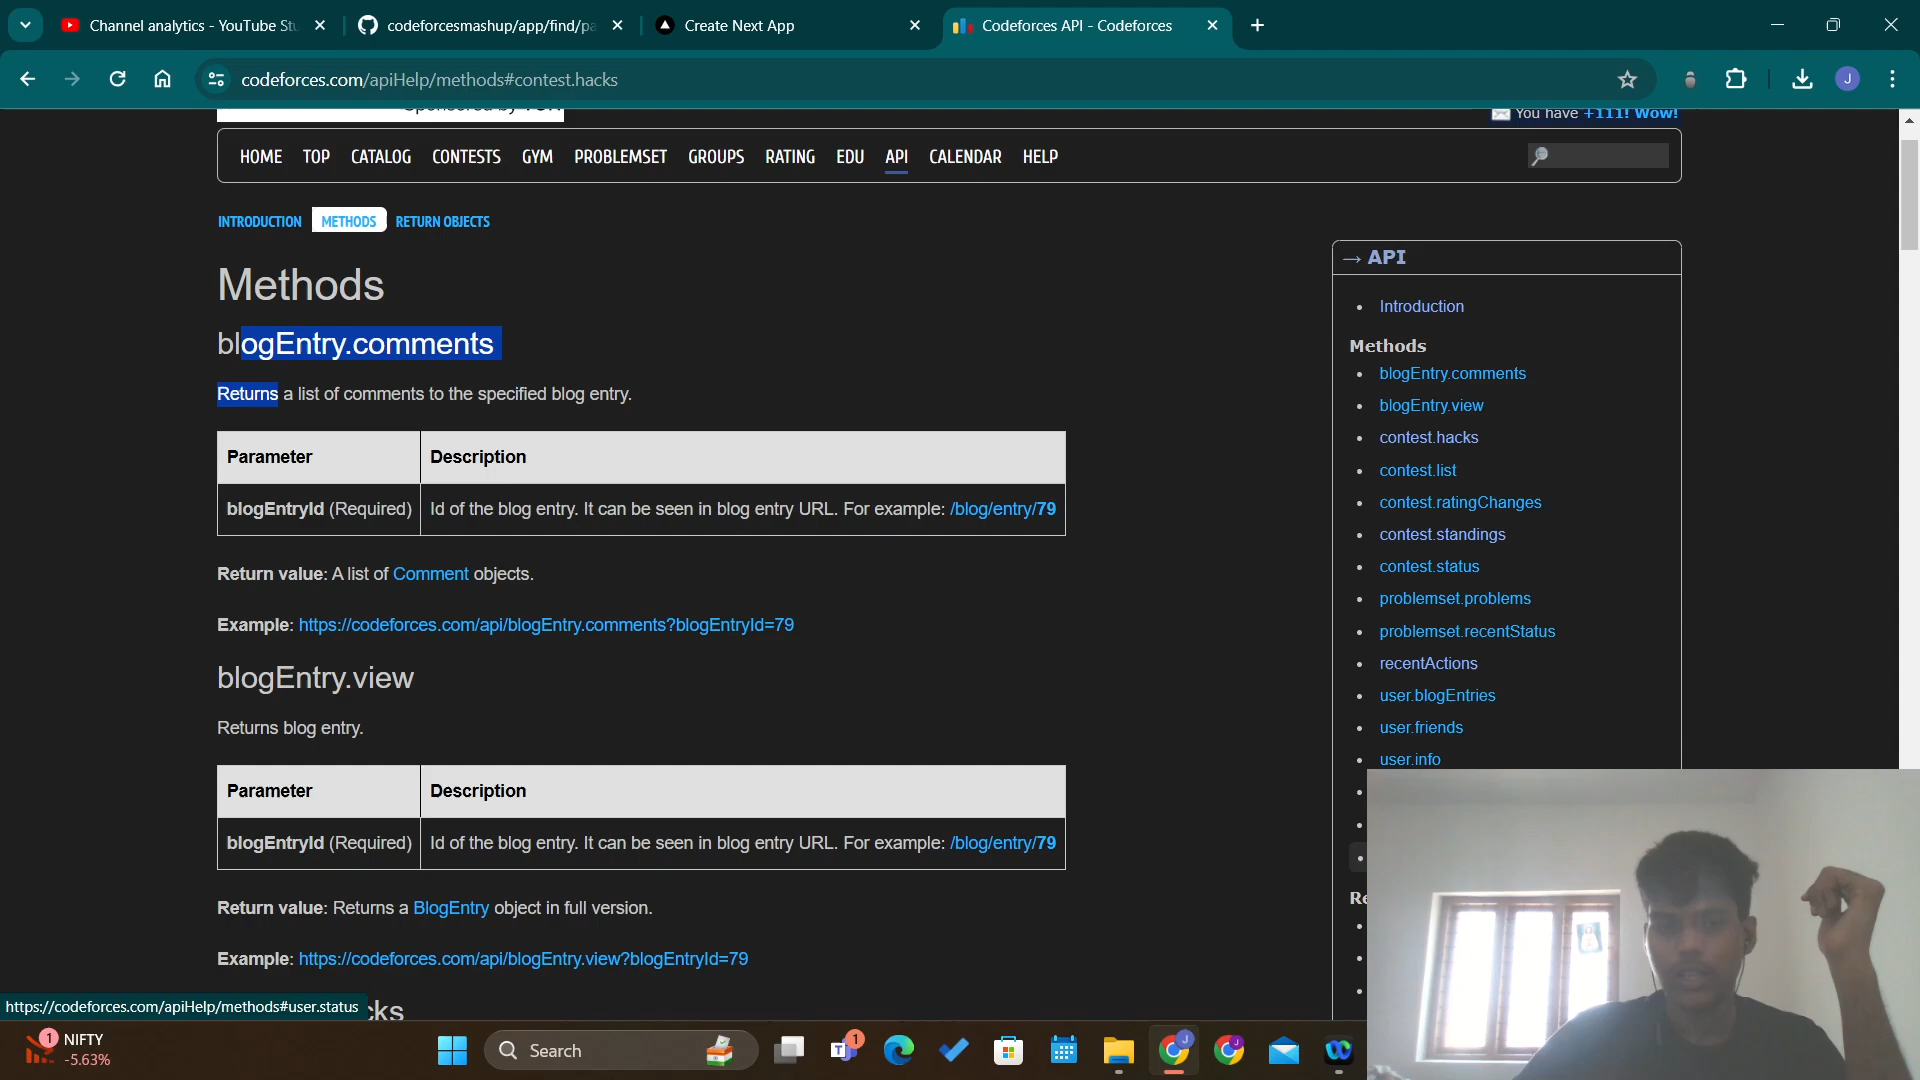 Channel analytics - YouTube Stu
codeforcesmashup/app/find/pa
Create Next App
Codeforces API - Codeforces
codeforces.com/apiHelp/methods#contest.hacks
J
You have +111! Wow!
HOME TOP CATALOG CONTESTS GYM PROBLEMSET GROUPS RATING EDU API CALENDAR HELP
INTRODUCTION METHODS RETURN OBJECTS
Methods
blogEntry.comments
Returns a list of comments to the specified blog entry.
Parameter Description
blogEntryId (Required) Id of the blog entry. It can be seen in blog entry URL. For example: /blog/entry/79
Return value: A list of Comment objects.
Example: https://codeforces.com/api/blogEntry.comments?blogEntryId=79
blogEntry.view
Returns blog entry.
Parameter Description
blogEntryId (Required) Id of the blog entry. It can be seen in blog entry URL. For example: /blog/entry/79
Return value: Returns a BlogEntry object in full version.
Example: https://codeforces.com/api/blogEntry.view?blogEntryId=79
cks
→ API
Introduction
Methods
blogEntry.comments
blogEntry.view
contest.hacks
contest.list
contest.ratingChanges
contest.standings
contest.status
problemset.problems
problemset.recentStatus
recentActions
user.blogEntries
user.friends
user.info
Re
https://codeforces.com/apiHelp/methods#user.status
1 NIFTY
-5.63%
Search
1
J
J